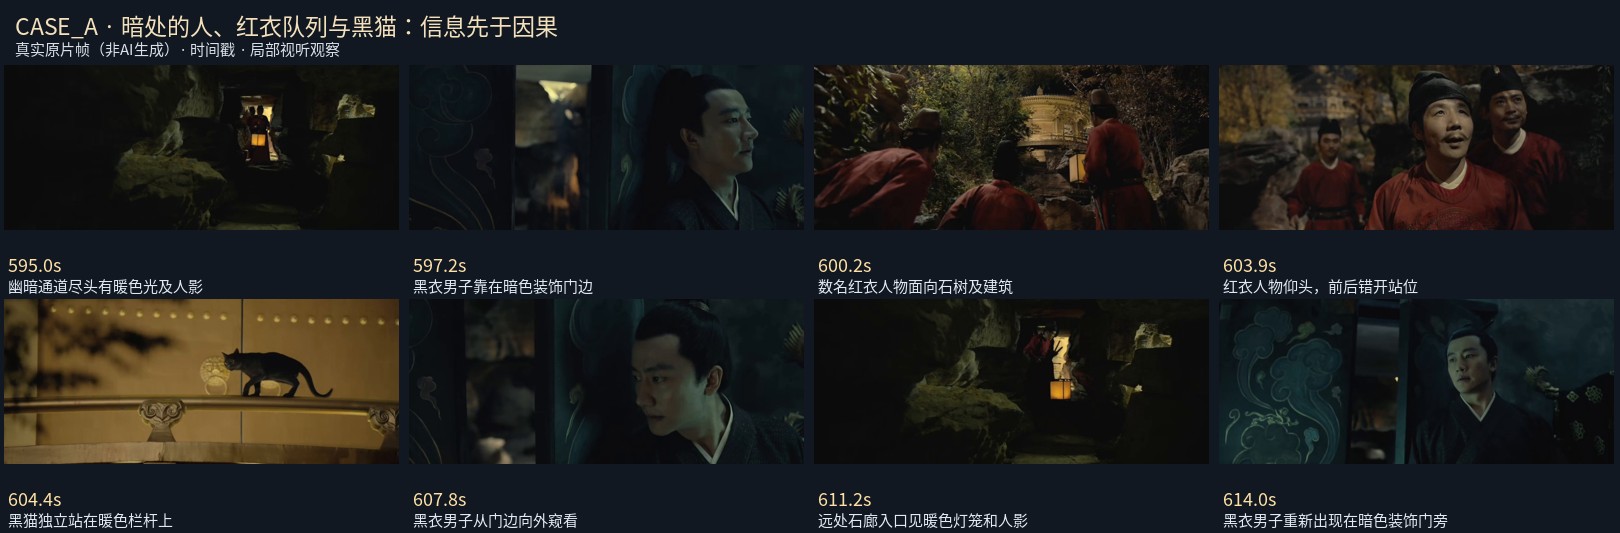 CASE_A · 暗处的人、红衣队列与黑猫：信息先于因果
真实原片帧（非AI生成）· 时间戳 · 局部视听观察
595.0s
幽暗通道尽头有暖色光及人影
597.2s
黑衣男子靠在暗色装饰门边
600.2s
数名红衣人物面向石树及建筑
603.9s
红衣人物仰头，前后错开站位
604.4s
黑猫独立站在暖色栏杆上
607.8s
黑衣男子从门边向外窥看
611.2s
远处石廊入口见暖色灯笼和人影
614.0s
黑衣男子重新出现在暗色装饰门旁